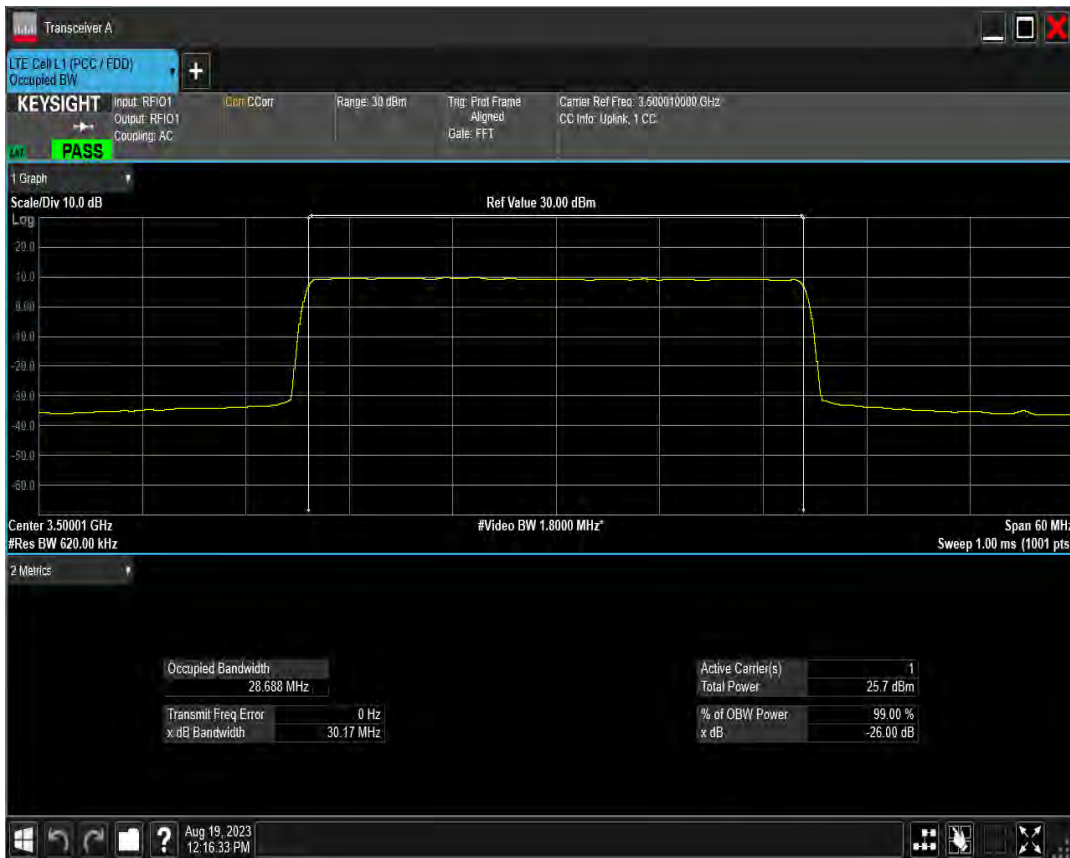 Transceiver A
LTE Cell L1 (PCC / FDD)
Occupied BW
+
KEYSIGHT
Input: RFIO1
Output: RFIO1
Coupling: AC
PASS
Corr CCorr
Range: 30 dBm
Trig: Prot Frame
Aligned
Gate: FFT
Carrier Ref Freq: 3.500010000 GHz
CC Info: Uplink, 1 CC
1 Graph
Scale/Div 10.0 dB
Ref Value 30.00 dBm
Log
20.0
10.0
0.00
-10.0
-20.0
-30.0
-40.0
-50.0
-60.0
Center 3.50001 GHz
#Video BW 1.8000 MHz*
Span 60 MHz
#Res BW 620.00 kHz
Sweep 1.00 ms (1001 pts
2 Metrics
Occupied Bandwidth
28.688 MHz
Transmit Freq Error 0 Hz
x dB Bandwidth 30.17 MHz
Active Carrier(s) 1
Total Power 25.7 dBm
% of OBW Power 99.00 %
x dB -26.00 dB
?
Aug 19, 2023
12:16:33 PM